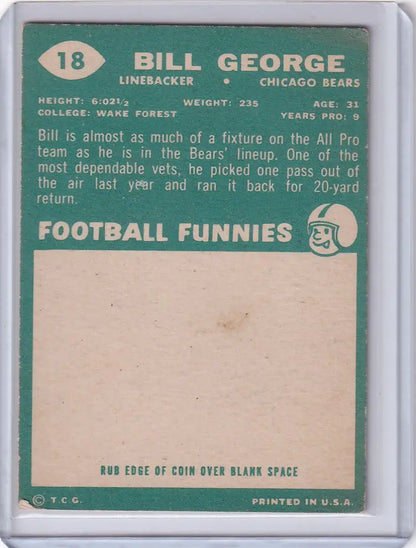 18 BILL GEORGE
LINEBACKER • CHICAGO BEARS
HEIGHT: 6:02½ WEIGHT: 235 AGE: 31
COLLEGE: WAKE FOREST YEARS PRO: 9
Bill is almost as much of a fixture on the All Pro
team as he is in the Bears' lineup. One of the
most dependable vets, he picked one pass out of
the air last year and ran it back for 20-yard
return.
FOOTBALL FUNNIES
RUB EDGE OF COIN OVER BLANK SPACE
© T.C.G. PRINTED IN U.S.A.